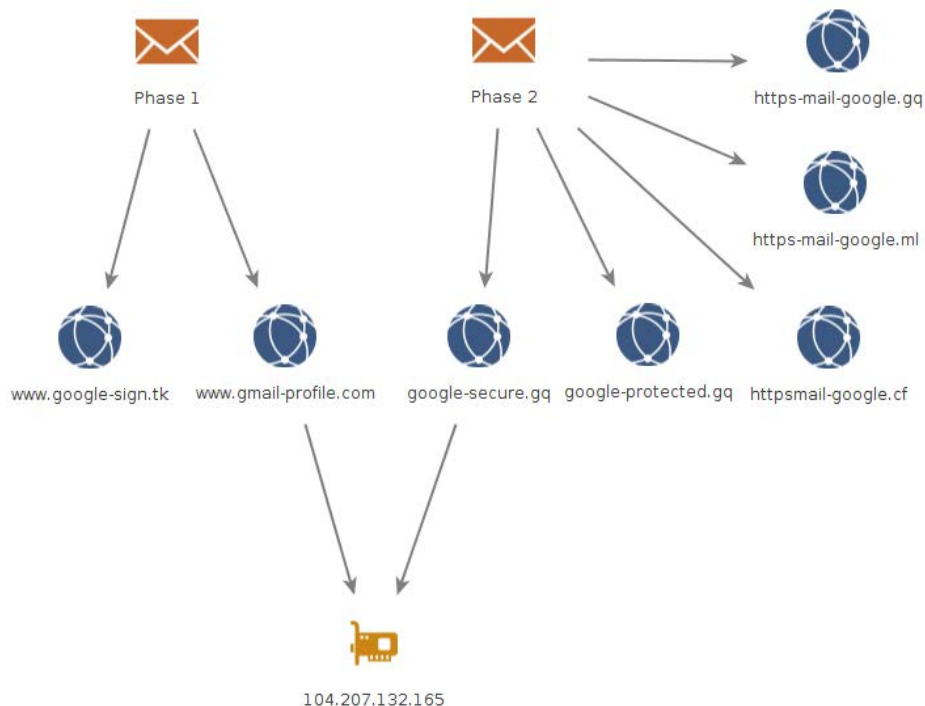 Phase 1
Phase 2
https-mail-google.gq
https-mail-google.ml
www.google-sign.tk
www.gmail-profile.com
google-secure.gq
google-protected.gq
httpsmail-google.cf
104.207.132.165